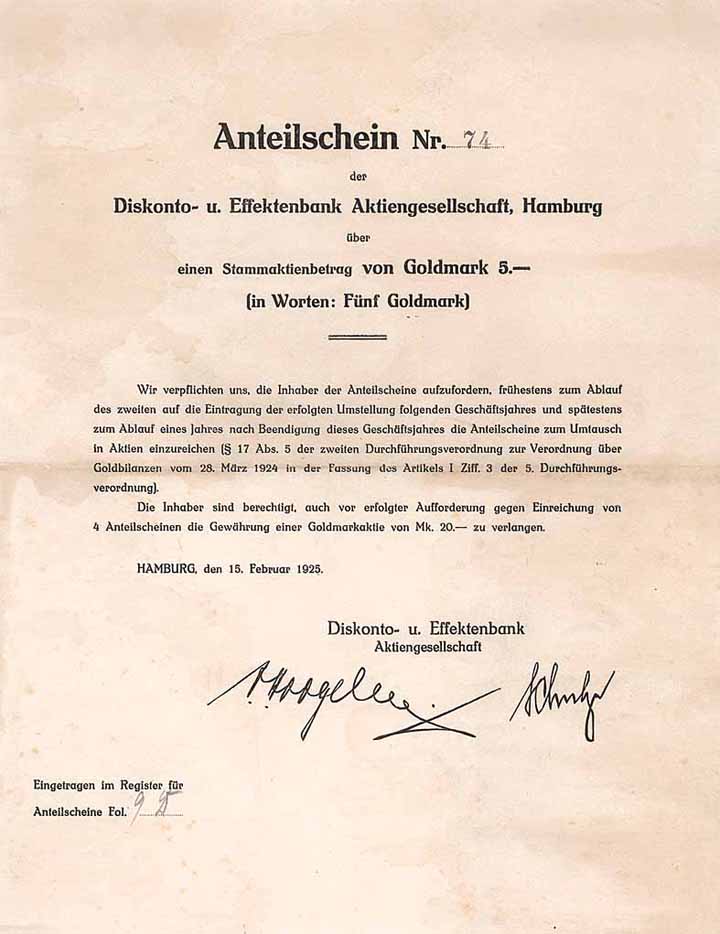 Anteilschein Nr. 74
der
Diskonto- u. Effektenbank Aktiengesellschaft, Hamburg
über
einen Stammaktienbetrag von Goldmark 5.—
(in Worten: Fünf Goldmark)
Wir verpflichten uns, die Inhaber der Anteilscheine aufzufordern, frühestens zum Ablauf
des zweiten auf die Eintragung der erfolgten Umstellung folgenden Geschäftsjahres und spätestens
zum Ablauf eines Jahres nach Beendigung dieses Geschäftsjahres die Anteilscheine zum Umtausch
in Aktien einzureichen (§ 17 Abs. 5 der zweiten Durchführungsverordnung zur Verordnung über
Goldbilanzen vom 28. März 1924 in der Fassung des Artikels I Ziff. 3 der 5. Durchführungs-
verordnung).
Die Inhaber sind berechtigt, auch vor erfolgter Aufforderung gegen Einreichung von
4 Anteilscheinen die Gewährung einer Goldmarkaktie von Mk. 20.— zu verlangen.
HAMBURG, den 15. Februar 1925.
Diskonto- u. Effektenbank
Aktiengesellschaft
Eingetragen im Register für
Anteilscheine Fol. 9